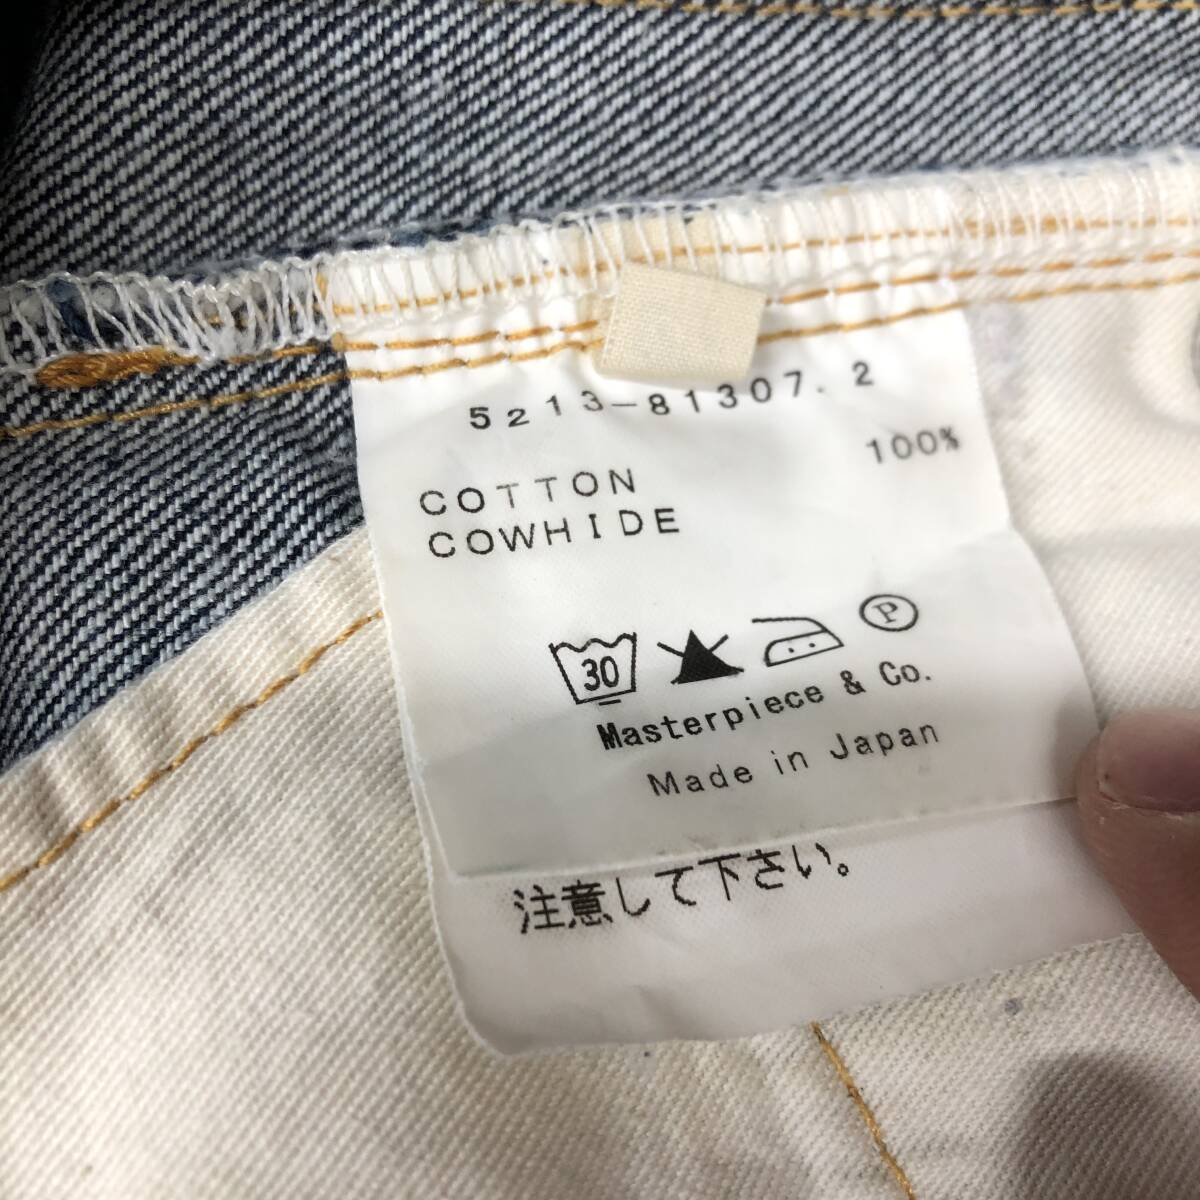 5213-81307. 2
COTTON 100%
COWHIDE
30 P
Masterpiece & Co.
Made in Japan
注意して下さい。